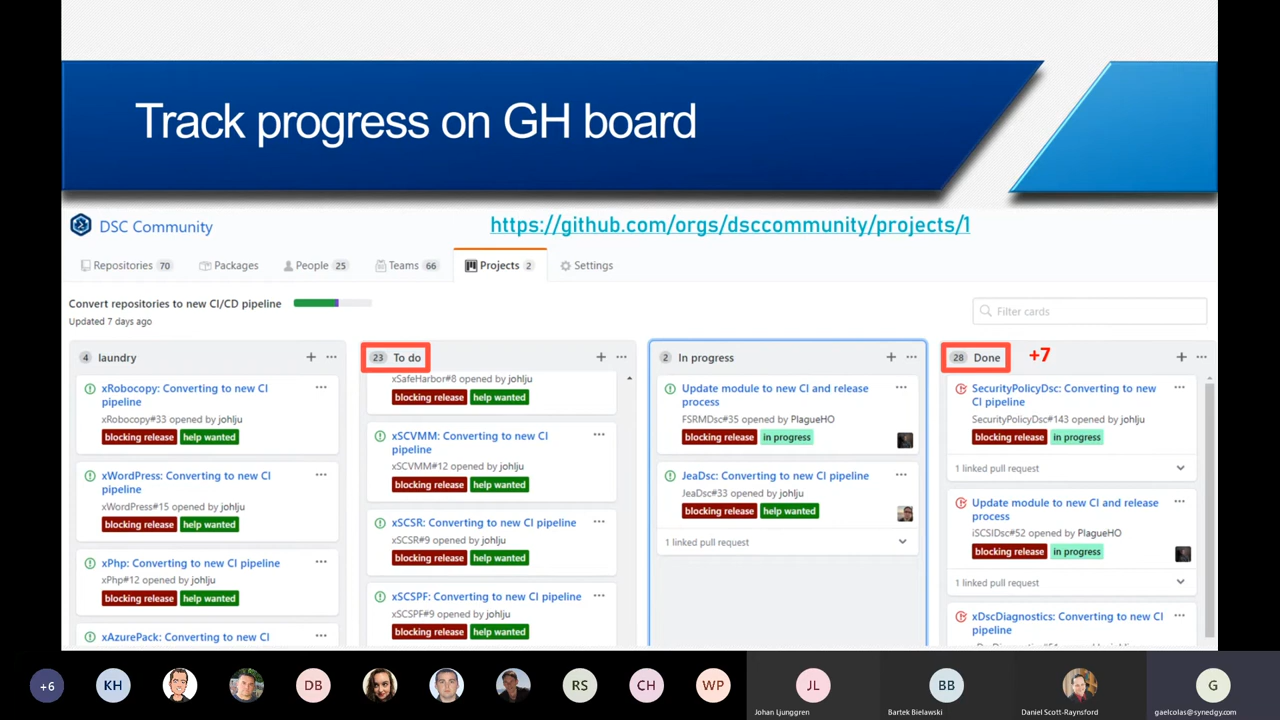 Track progress on GH board
DSC Community
https://github.com/orgs/dsccommunity/projects/1
Repositories 70
Packages
People 25
Teams 66
Projects 2
Settings
Convert repositories to new CI/CD pipeline
Updated 7 days ago
Filter cards
4 laundry
xRobocopy: Converting to new CI
pipeline
xRobocopy#33 opened by johlju
blocking release help wanted
xWordPress: Converting to new CI
pipeline
xWordPress#15 opened by johlju
blocking release help wanted
xPhp: Converting to new CI pipeline
xPhp#12 opened by johlju
blocking release help wanted
xAzurePack: Converting to new CI
23 To do
xSafeHarbor#8 opened by johlju
blocking release help wanted
xSCVMM: Converting to new CI
pipeline
xSCVMM#12 opened by johlju
blocking release help wanted
xSCSR: Converting to new CI pipeline
xSCSR#9 opened by johlju
blocking release help wanted
xSCSPF: Converting to new CI pipeline
xSCSPF#9 opened by johlju
blocking release help wanted
2 In progress
Update module to new CI and release
process
FSRMDsc#35 opened by PlagueHO
blocking release in progress
JeaDsc: Converting to new CI pipeline
JeaDsc#33 opened by johlju
blocking release help wanted
1 linked pull request
28 Done
+7
SecurityPolicyDsc: Converting to new
CI pipeline
SecurityPolicyDsc#143 opened by johlju
blocking release in progress
1 linked pull request
Update module to new CI and release
process
iSCSIDsc#52 opened by PlagueHO
blocking release in progress
1 linked pull request
xDscDiagnostics: Converting to new CI
pipeline
+6
KH
DB
RS
CH
WP
JL
Johan Ljunggren
BB
Bartek Bielawski
Daniel Scott-Raynsford
G
gaelcolas@synedgy.com